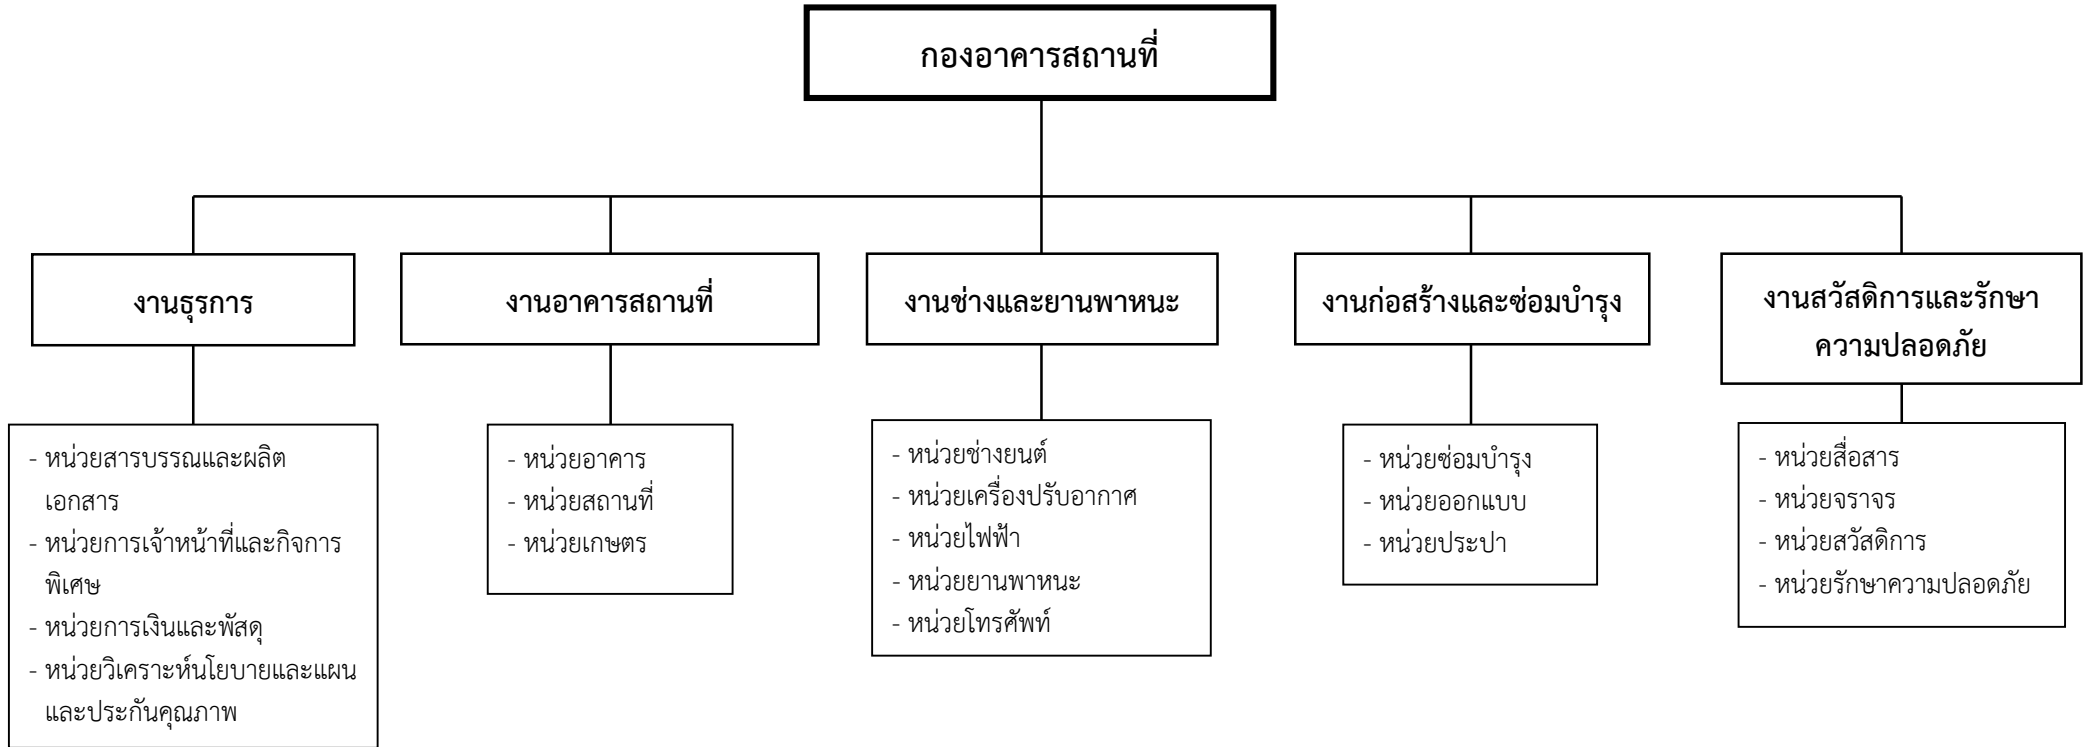 กองอาคารสถานที่
งานธุรการ
งานอาคารสถานที่
งานช่างและยานพาหนะ
งานก่อสร้างและซ่อมบำรุง
งานสวัสดิการและรักษา
ความปลอดภัย
- หน่วยสารบรรณและผลิต
เอกสาร
- หน่วยการเจ้าหน้าที่และกิจการ
พิเศษ
- หน่วยการเงินและพัสดุ
- หน่วยวิเคราะห์นโยบายและแผน
และประกันคุณภาพ
- หน่วยอาคาร
- หน่วยสถานที่
- หน่วยเกษตร
- หน่วยช่างยนต์
- หน่วยเครื่องปรับอากาศ
- หน่วยไฟฟ้า
- หน่วยยานพาหนะ
- หน่วยโทรศัพท์
- หน่วยซ่อมบำรุง
- หน่วยออกแบบ
- หน่วยประปา
- หน่วยสื่อสาร
- หน่วยจราจร
- หน่วยสวัสดิการ
- หน่วยรักษาความปลอดภัย